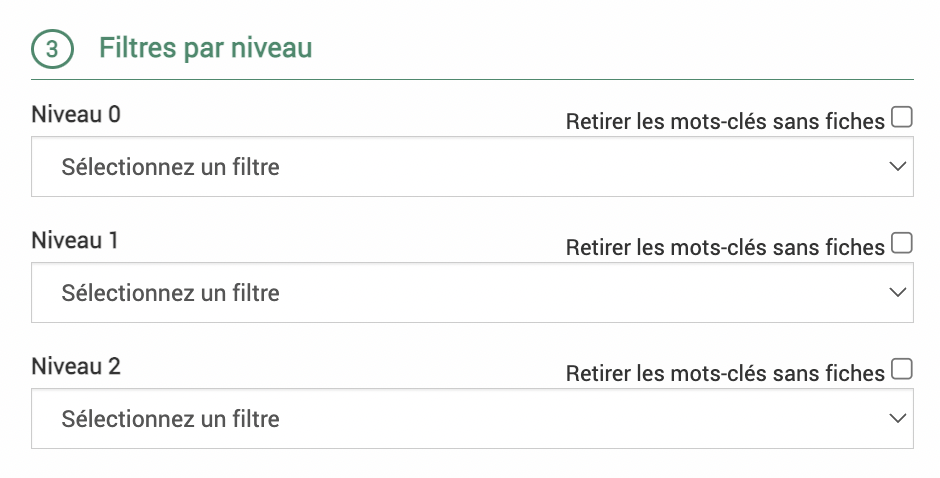 3 Filtres par niveau
Niveau 0 Retirer les mots-clés sans fiches
Sélectionnez un filtre
Niveau 1 Retirer les mots-clés sans fiches
Sélectionnez un filtre
Niveau 2 Retirer les mots-clés sans fiches
Sélectionnez un filtre